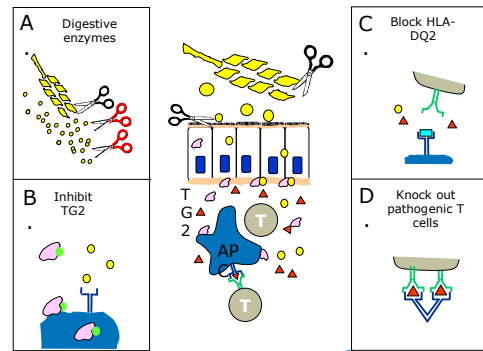 A
Digestive
enzymes
.
B
Inhibit
TG2
.
T
G
2
T
AP
C
T
C
Block HLA-
DQ2
.
D
Knock out
pathogenic T
cells
.